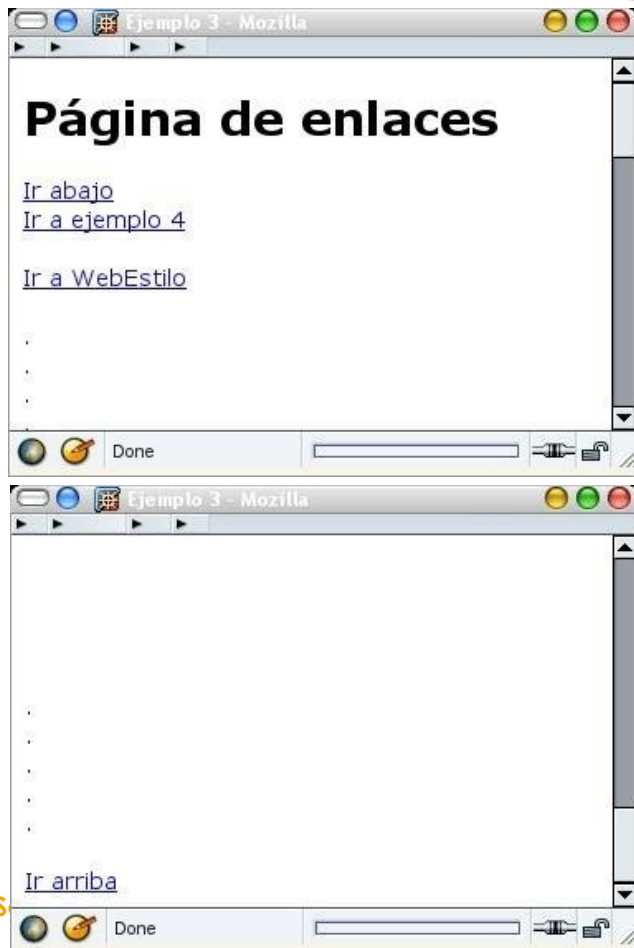 Ejemplo 3 - Mozilla
Página de enlaces
Ir abajo
Ir a ejemplo 4
Ir a WebEstilo
.
.
.
.
Done
Ejemplo 3 - Mozilla
.
.
.
.
.
Ir arriba
Done